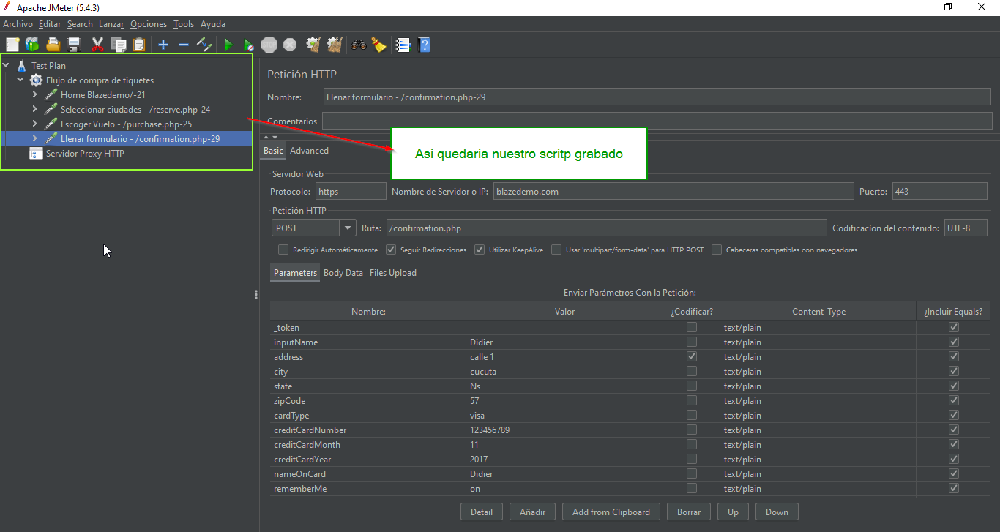 Apache JMeter (5.4.3)
Archivo Editar Search Lanzar Opciones Tools Ayuda
STOP
Test Plan
Flujo de compra de tiquetes
Home Blazedemo/-21
Seleccionar ciudades - /reserve.php-24
Escoger Vuelo - /purchase.php-25
Llenar formulario - /confirmation.php-29
Servidor Proxy HTTP
Petición HTTP
Nombre: Llenar formulario - /confirmation.php-29
Comentarios
Asi quedaria nuestro scritp grabado
Basic Advanced
Servidor Web
Protocolo: https Nombre de Servidor o IP: blazedemo.com Puerto: 443
Petición HTTP
POST Ruta: /confirmation.php Codificacíon del contenido: UTF-8
Redirigir Automáticamente Seguir Redirecciones Utilizar KeepAlive Usar 'multipart/form-data' para HTTP POST Cabeceras compatibles con navegadores
Parameters Body Data Files Upload
Enviar Parámetros Con la Petición:
Nombre: Valor ¿Codificar? Content-Type ¿Incluir Equals?
_token text/plain
inputName Didier text/plain
address calle 1 text/plain
city cucuta text/plain
state Ns text/plain
zipCode 57 text/plain
cardType visa text/plain
creditCardNumber 123456789 text/plain
creditCardMonth 11 text/plain
creditCardYear 2017 text/plain
nameOnCard Didier text/plain
rememberMe on text/plain
Detail Añadir Add from Clipboard Borrar Up Down